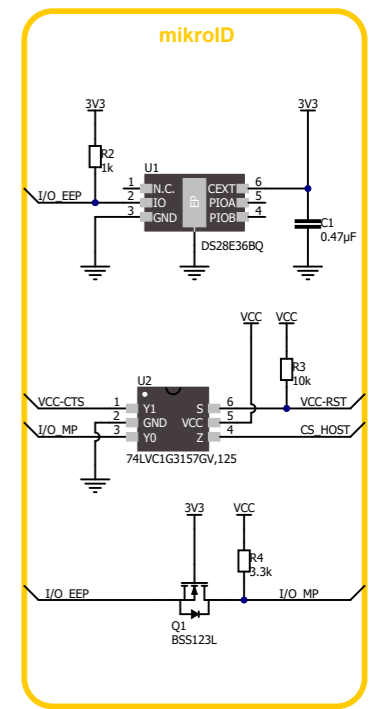 mikroID
3V3
3V3
R2
1k
U1
1 N.C. CEXT 6
I/O_EEP 2 IO EP PIOA 5
3 GND PIOB 4
DS28E36BQ
C1
0.47µF
VCC VCC
R3
10k
U2
VCC-CTS 1 Y1 S 6 VCC-RST
2 GND VCC 5
I/O_MP 3 Y0 Z 4 CS_HOST
74LVC1G3157GV,125
3V3 VCC
R4
3.3k
I/O_EEP I/O_MP
Q1
BSS123L